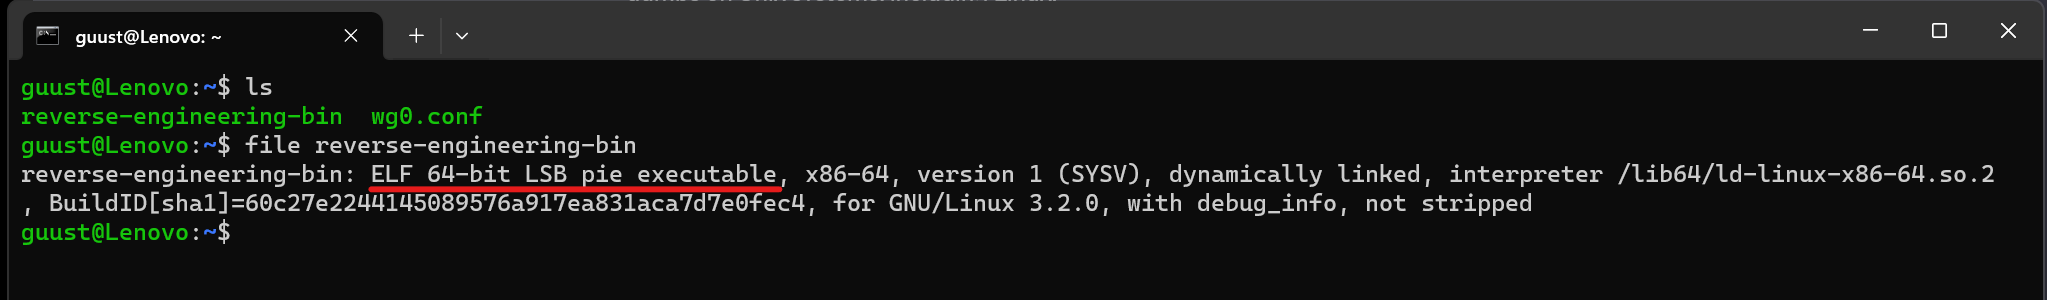 guust@Lenovo: ~
guust@Lenovo:~$ ls
reverse-engineering-bin  wg0.conf
guust@Lenovo:~$ file reverse-engineering-bin
reverse-engineering-bin: ELF 64-bit LSB pie executable, x86-64, version 1 (SYSV), dynamically linked, interpreter /lib64/ld-linux-x86-64.so.2
, BuildID[sha1]=60c27e2244145089576a917ea831aca7d7e0fec4, for GNU/Linux 3.2.0, with debug_info, not stripped
guust@Lenovo:~$